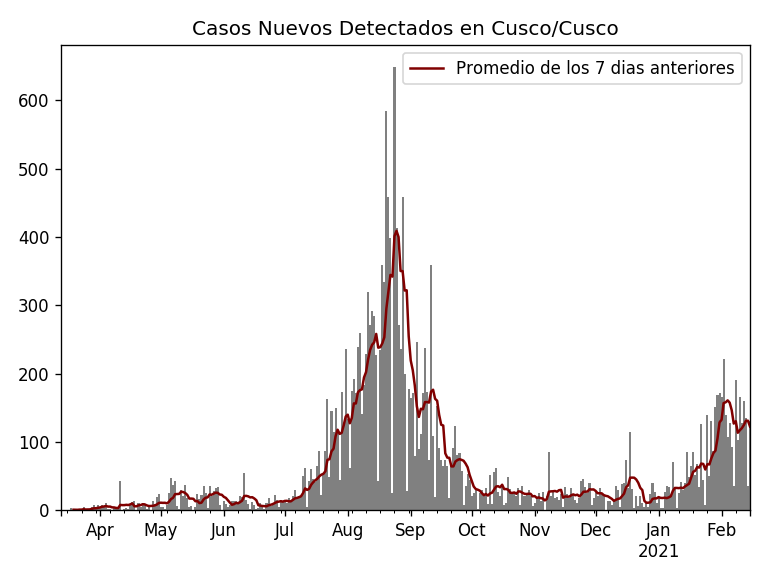 Casos Nuevos Detectados en Cusco/Cusco
Promedio de los 7 dias anteriores
600
500
400
300
200
100
0
Apr May Jun Jul Aug Sep Oct Nov Dec Jan Feb
2021